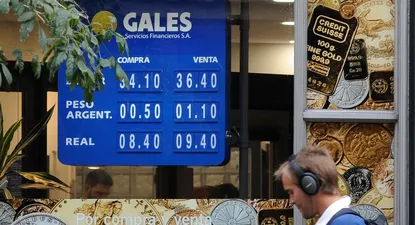 GALES
Servicios Financieros S.A.
COMPRA VENTA
34.10 36.40
PESO ARGENT. 00.50 01.10
REAL 08.40 09.40
CREDIT SUISSE
100g
FINE GOLD
999.9
Por compra y Venta